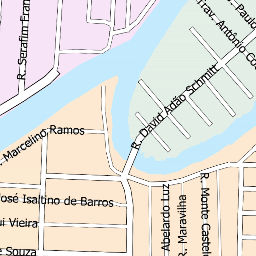 R. Serafim Fran
Trav. Antônio Co
Paulo
R. David Adão Schmitt
Marcelino Ramos
José Isaltino de Barros
ui Vieira
e Souza
Abelardo Luz
R. Maravilha
R. Monte Castelo